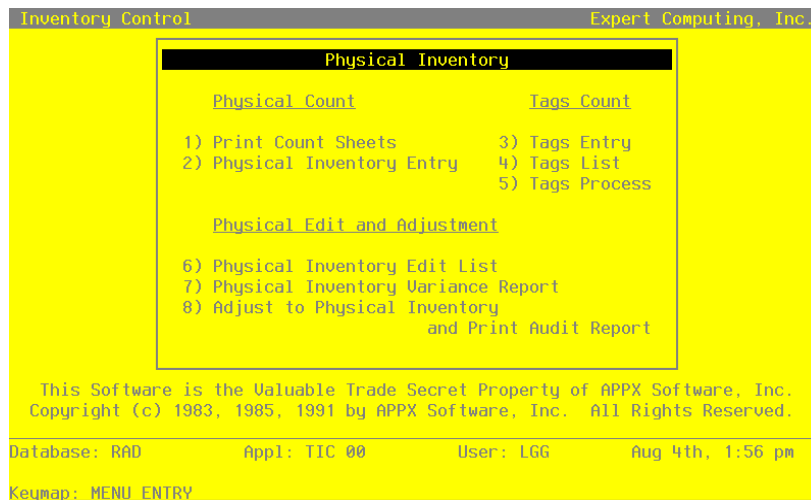 Inventory Control Expert Computing, Inc.
Physical Inventory
Physical Count Tags Count
1) Print Count Sheets 3) Tags Entry
2) Physical Inventory Entry 4) Tags List
5) Tags Process
Physical Edit and Adjustment
6) Physical Inventory Edit List
7) Physical Inventory Variance Report
8) Adjust to Physical Inventory
and Print Audit Report
This Software is the Valuable Trade Secret Property of APPX Software, Inc.
Copyright (c) 1983, 1985, 1991 by APPX Software, Inc. All Rights Reserved.
Database: RAD Appl: TIC 00 User: LGG Aug 4th, 1:56 pm
Keymap: MENU ENTRY